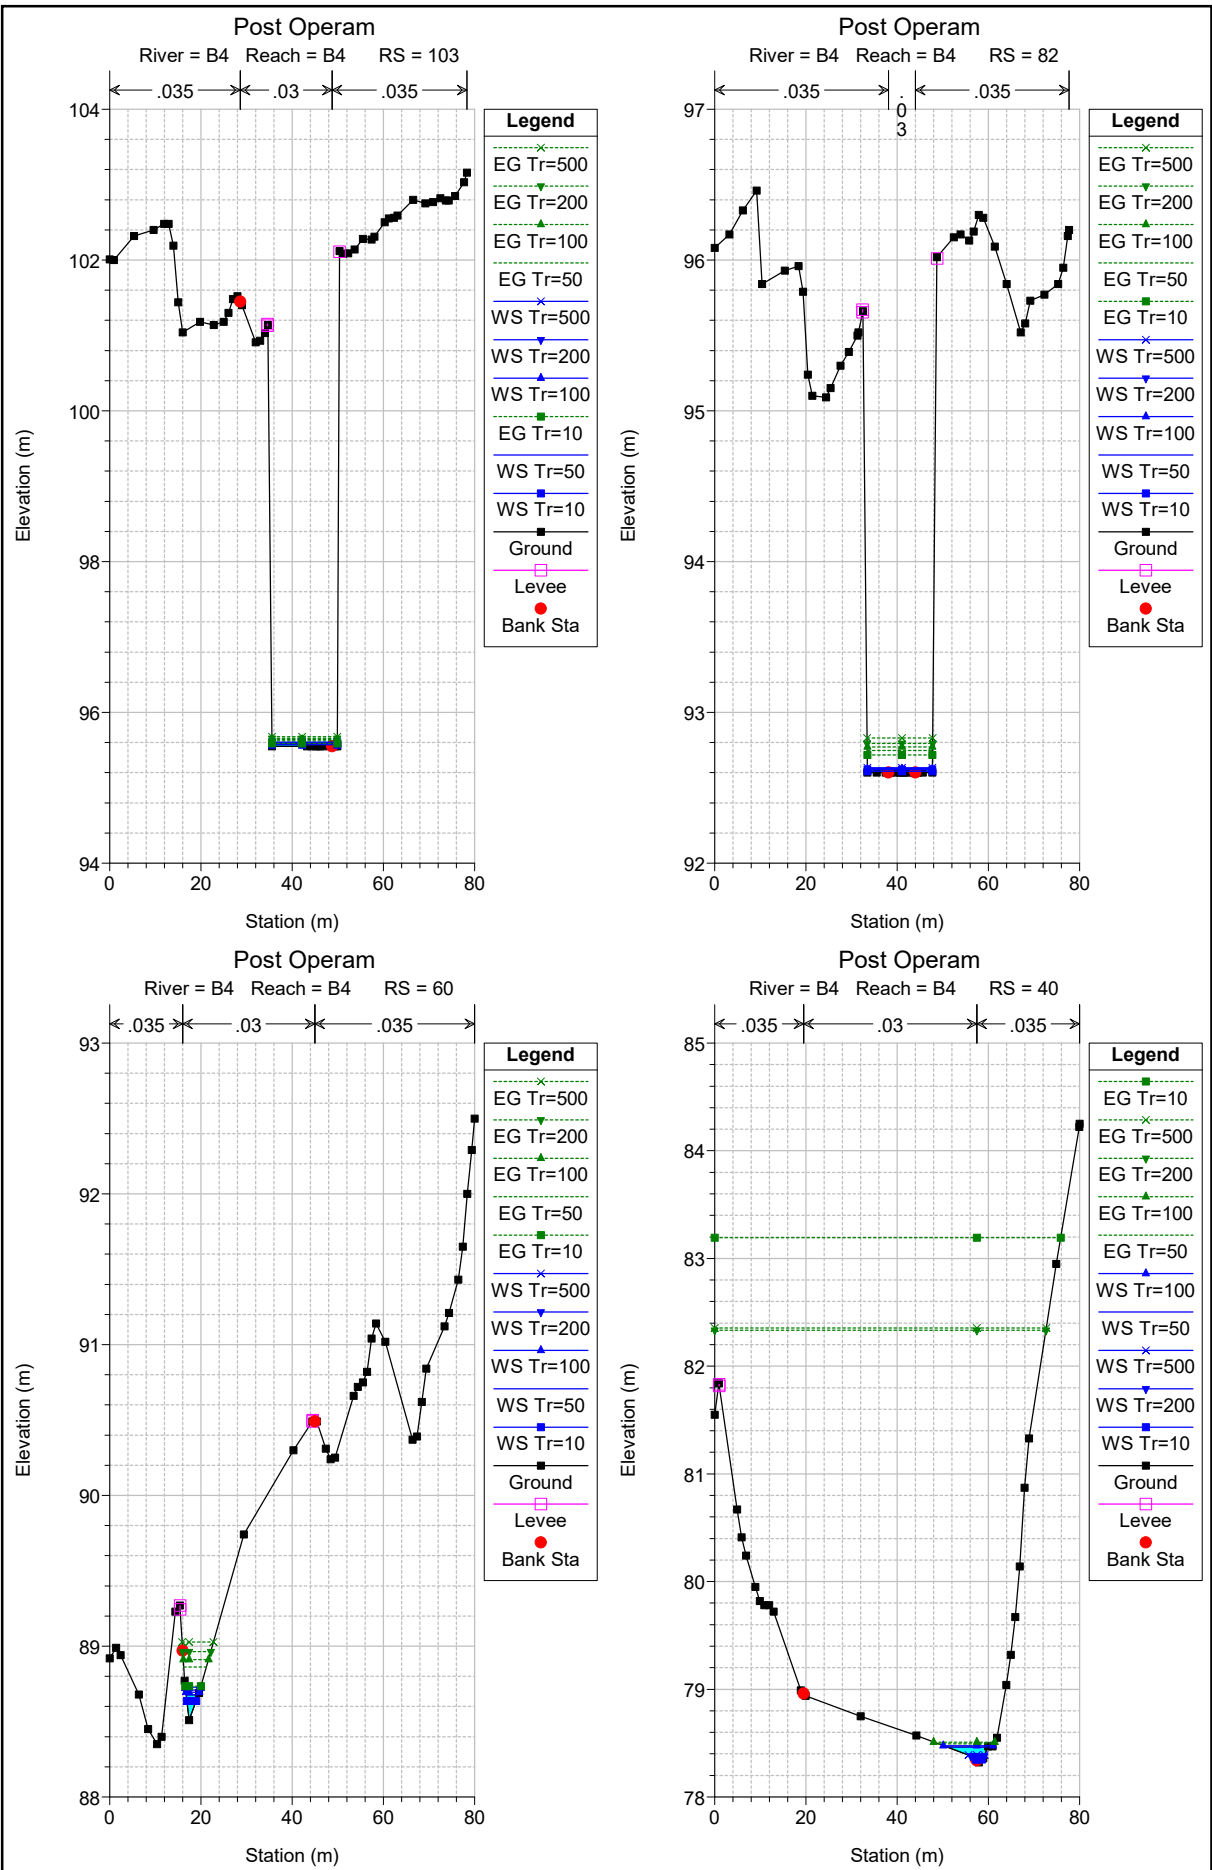 Post Operam
River = B4 Reach = B4 RS = 103
.035 .03 .035
104
102
100
98
96
94
0 20 40 60 80
Station (m)
Elevation (m)
Legend
EG Tr=500
EG Tr=200
EG Tr=100
EG Tr=50
WS Tr=500
WS Tr=200
WS Tr=100
EG Tr=10
WS Tr=50
WS Tr=10
Ground
Levee
Bank Sta
Post Operam
River = B4 Reach = B4 RS = 82
.035 .03 .035
97
96
95
94
93
92
0 20 40 60 80
Station (m)
Elevation (m)
Legend
EG Tr=500
EG Tr=200
EG Tr=100
EG Tr=50
EG Tr=10
WS Tr=500
WS Tr=200
WS Tr=100
WS Tr=50
WS Tr=10
Ground
Levee
Bank Sta
Post Operam
River = B4 Reach = B4 RS = 60
.035 .03 .035
93
92
91
90
89
88
0 20 40 60 80
Station (m)
Elevation (m)
Legend
EG Tr=500
EG Tr=200
EG Tr=100
EG Tr=50
EG Tr=10
WS Tr=500
WS Tr=200
WS Tr=100
WS Tr=50
WS Tr=10
Ground
Levee
Bank Sta
Post Operam
River = B4 Reach = B4 RS = 40
.035 .03 .035
85
84
83
82
81
80
79
78
0 20 40 60 80
Station (m)
Elevation (m)
Legend
EG Tr=10
EG Tr=500
EG Tr=200
EG Tr=100
EG Tr=50
WS Tr=100
WS Tr=50
WS Tr=500
WS Tr=200
WS Tr=10
Ground
Levee
Bank Sta